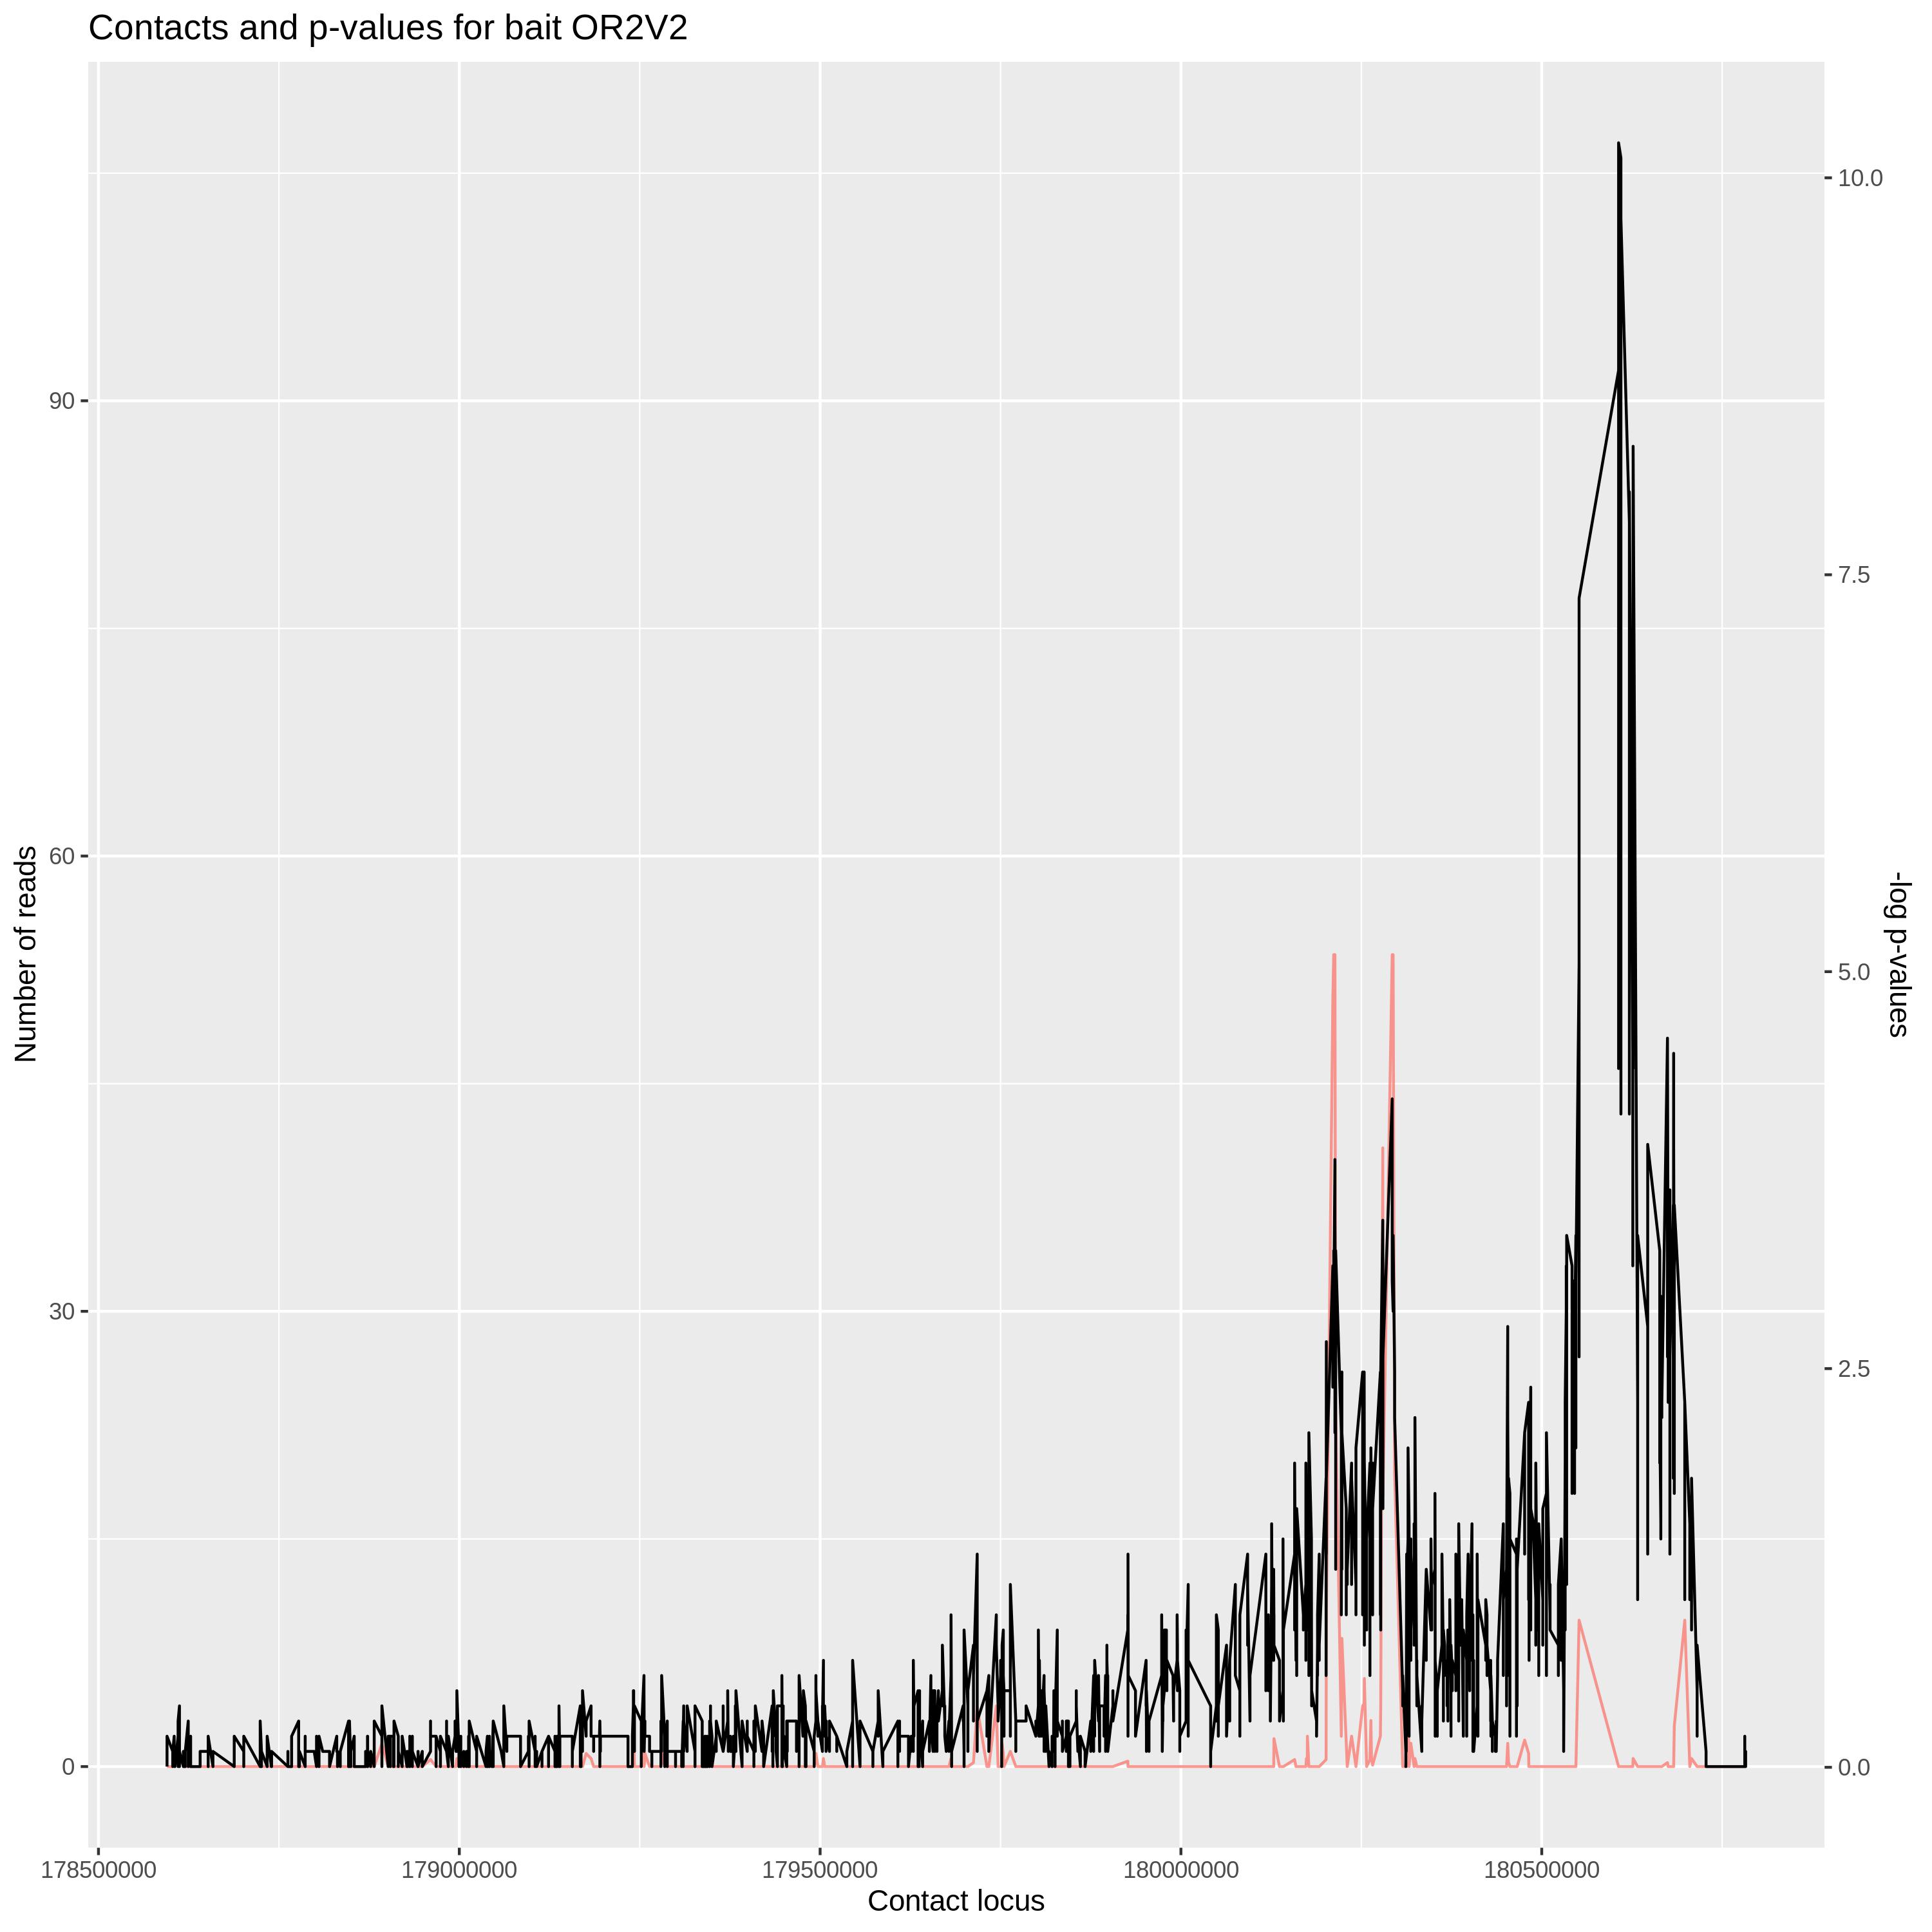 Contacts and p-values for bait OR2V2
Number of reads
90
60
30
0
10.0
7.5
5.0
2.5
0.0
-log p-values
178500000 179000000 179500000 180000000 180500000
Contact locus